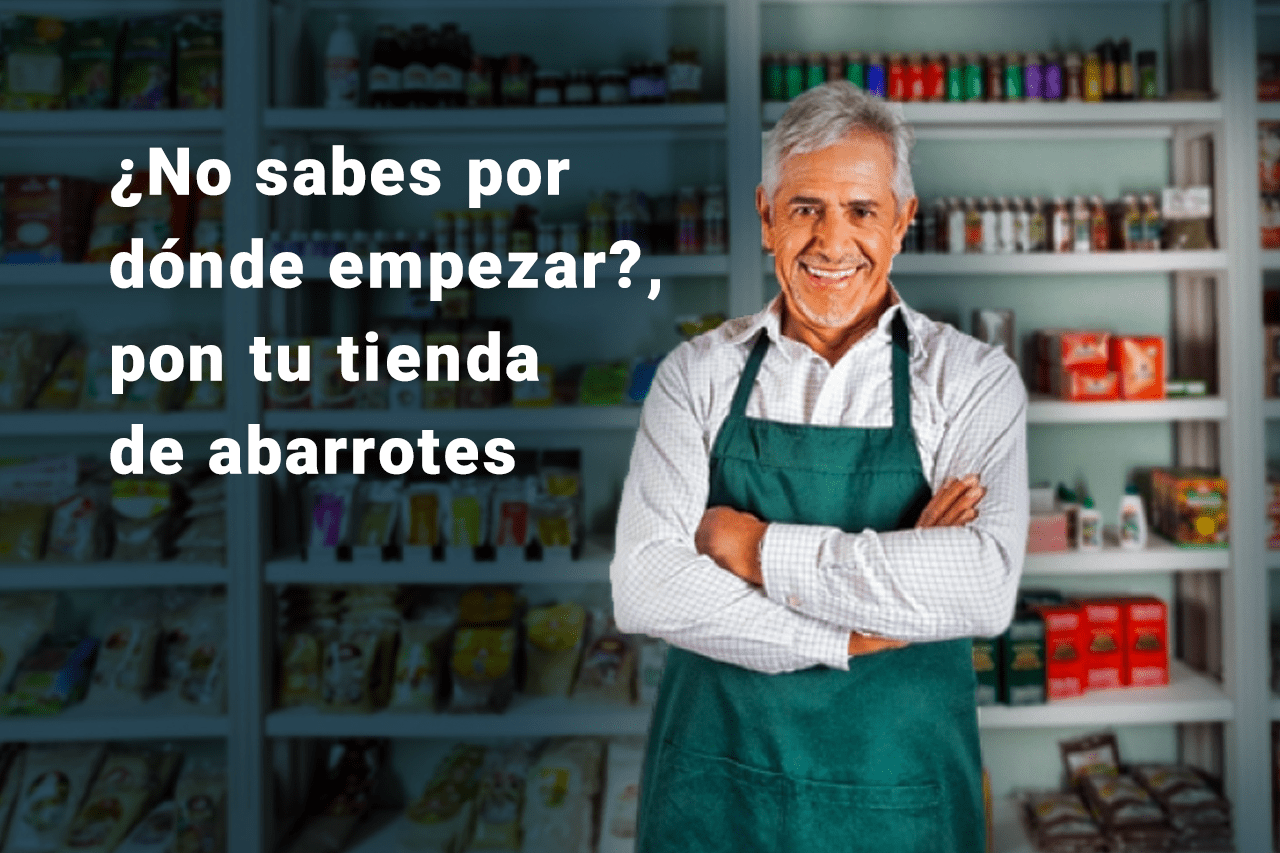 ¿No sabes por
dónde empezar?,
pon tu tienda
de abarrotes